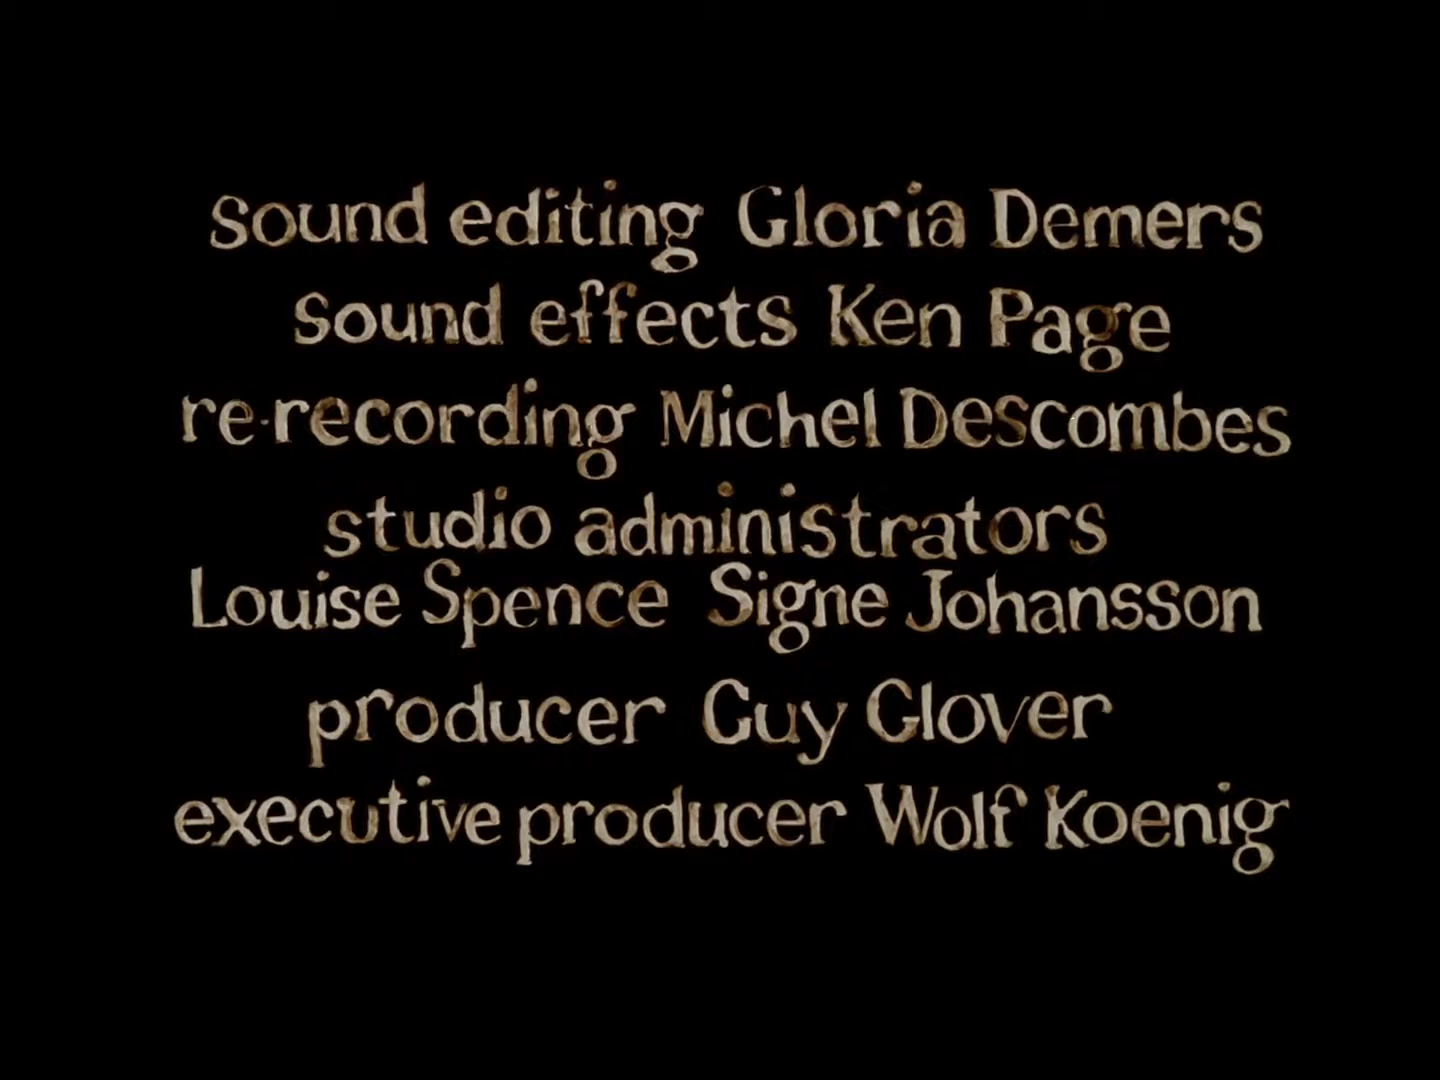 sound editing Gloria Demers
sound effects Ken Page
re-recording Michel Descombes
studio administrators
Louise Spence Signe Johansson
producer Guy Glover
executive producer Wolf Koenig